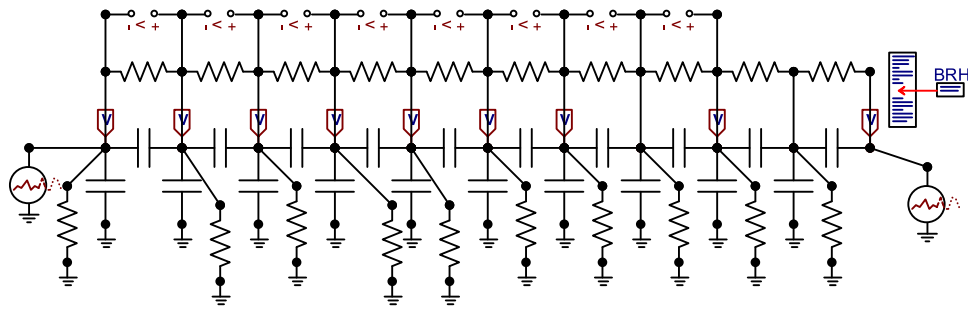 - < +
- < +
- < +
- < +
- < +
- < +
- < +
- < +
BRH
V
V
V
V
V
V
V
V
V